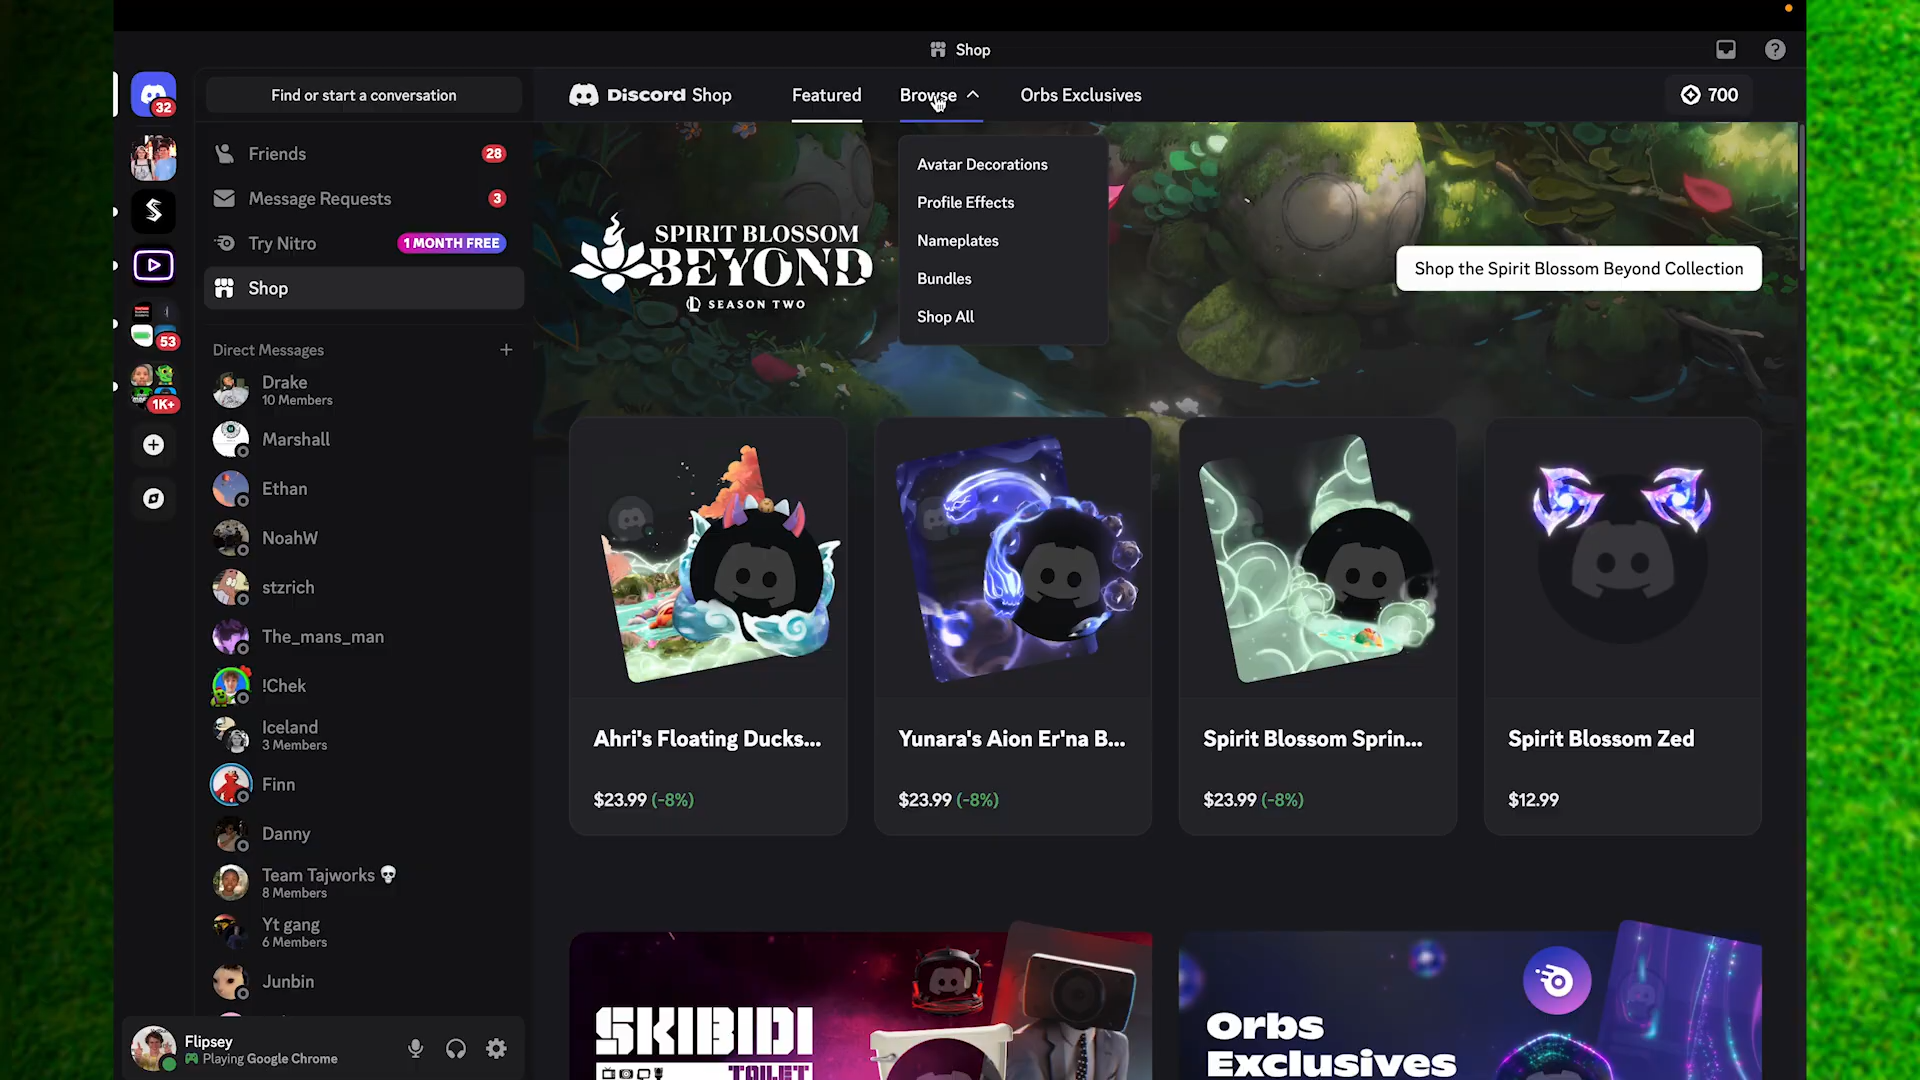 Shop
32
Find or start a conversation
Discord Shop
Featured
Browse
Orbs Exclusives
700
Friends
28
Message Requests
3
Try Nitro
1 MONTH FREE
Shop
53
1K+
Direct Messages
Drake
10 Members
Marshall
Ethan
NoahW
stzrich
The_mans_man
!Chek
Iceland
3 Members
Finn
Danny
Team Tajworks 💀
8 Members
Yt gang
6 Members
Junbin
Flipsey
Playing Google Chrome
Avatar Decorations
Profile Effects
Nameplates
Bundles
Shop All
SPIRIT BLOSSOM
BEYOND
SEASON TWO
Shop the Spirit Blossom Beyond Collection
Ahri's Floating Ducks...
$23.99 (-8%)
Yunara's Aion Er'na B...
$23.99 (-8%)
Spirit Blossom Sprin...
$23.99 (-8%)
Spirit Blossom Zed
$12.99
SKIBIDI
TOILET
Orbs
Exclusives